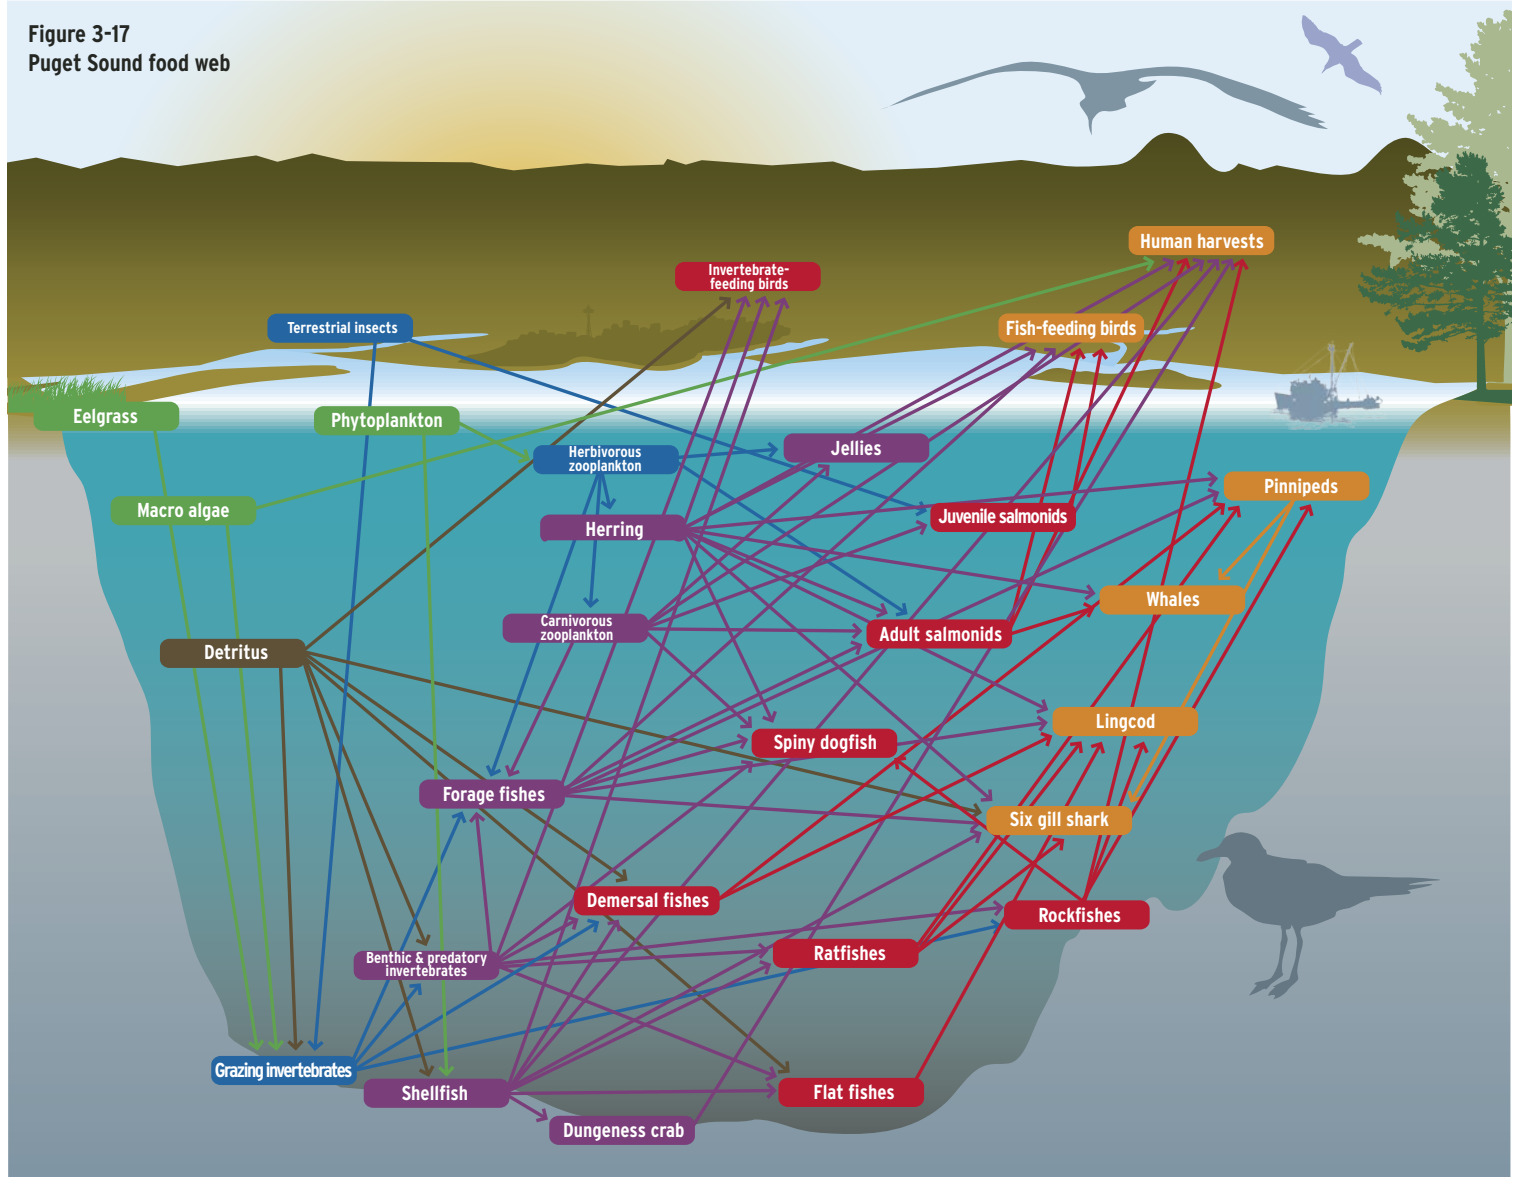 Figure 3-17
Puget Sound food web
Human harvests
Invertebrate-
feeding birds
Terrestrial insects
Fish-feeding birds
Eelgrass
Phytoplankton
Jellies
Herbivorous
zooplankton
Pinnipeds
Macro algae
Juvenile salmonids
Herring
Whales
Carnivorous
zooplankton
Adult salmonids
Detritus
Lingcod
Spiny dogfish
Forage fishes
Six gill shark
Demersal fishes
Rockfishes
Ratfishes
Benthic & predatory
invertebrates
Grazing invertebrates
Shellfish
Flat fishes
Dungeness crab